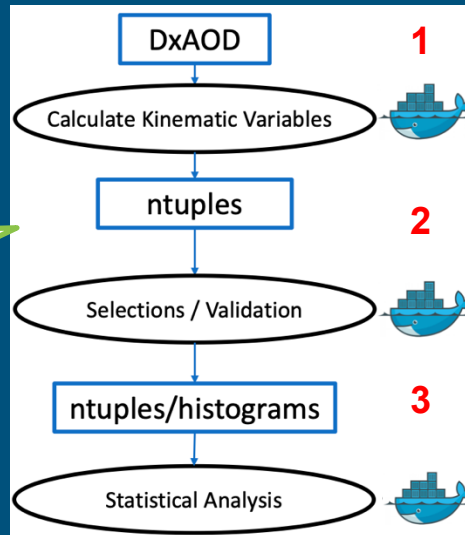 DxAOD
1
Calculate Kinematic Variables
ntuples
2
Selections / Validation
ntuples/histograms
3
Statistical Analysis